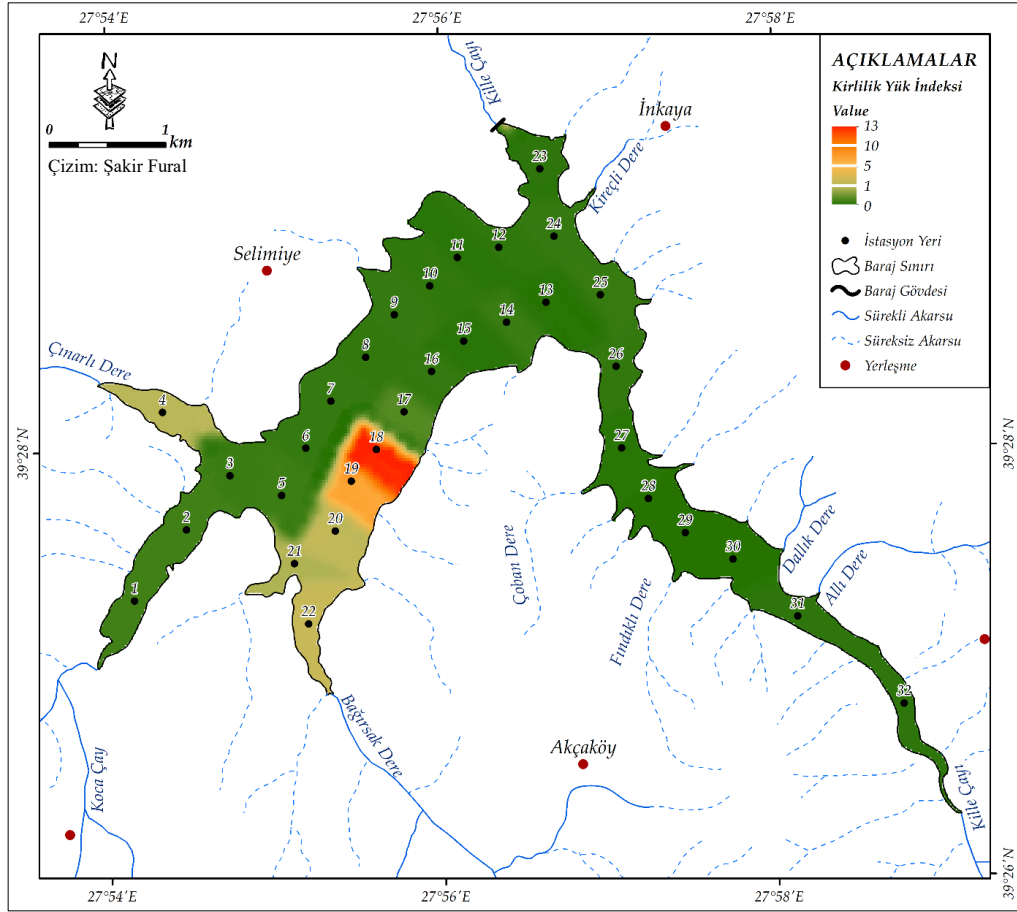 27°54'E
27°56'E
27°58'E
N
0 1
km
Çizim: Şakir Fural
Kille Çayı
İnkaya
Kireçli Dere
AÇIKLAMALAR
Kirlilik Yük İndeksi
Value
13
10
5
1
0
İstasyon Yeri
Baraj Sınırı
Baraj Gövdesi
Sürekli Akarsu
Süreksiz Akarsu
Yerleşme
23
24
12
11
Selimiye
10
25
13
9
14
15
8
26
16
Çınarlı Dere
7
17
4
6
18
27
39°28'N
39°28'N
3
19
5
28
2
20
29
30
21
Çoban Dere
Dallık Dere
Allı Dere
1
22
31
Fındıklı Dere
32
Bağırsak Dere
Akçaköy
Koca Çay
Kille Çayı
39°26'N
27°54'E
27°56'E
27°58'E